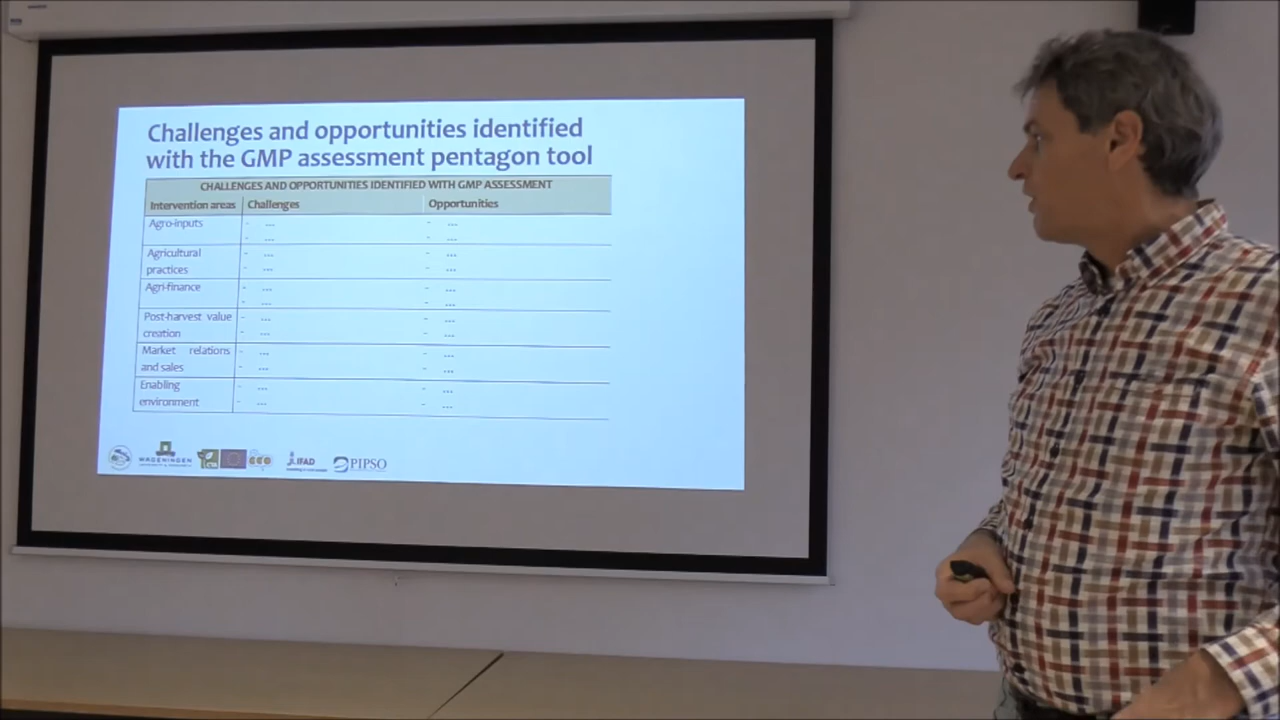 Challenges and opportunities identified
with the GMP assessment pentagon tool
CHALLENGES AND OPPORTUNITIES IDENTIFIED WITH GMP ASSESSMENT
Intervention areas Challenges Opportunities
Agro-inputs - ... - ...
- ... - ...
Agricultural - ... - ...
practices - ... - ...
Agri-finance - ... - ...
- ... - ...
Post-harvest value - ... - ...
creation - ... - ...
Market relations - ... - ...
and sales - ... - ...
Enabling - ... - ...
environment - ... - ...
WAGENINGEN
IFAD
PIPSO